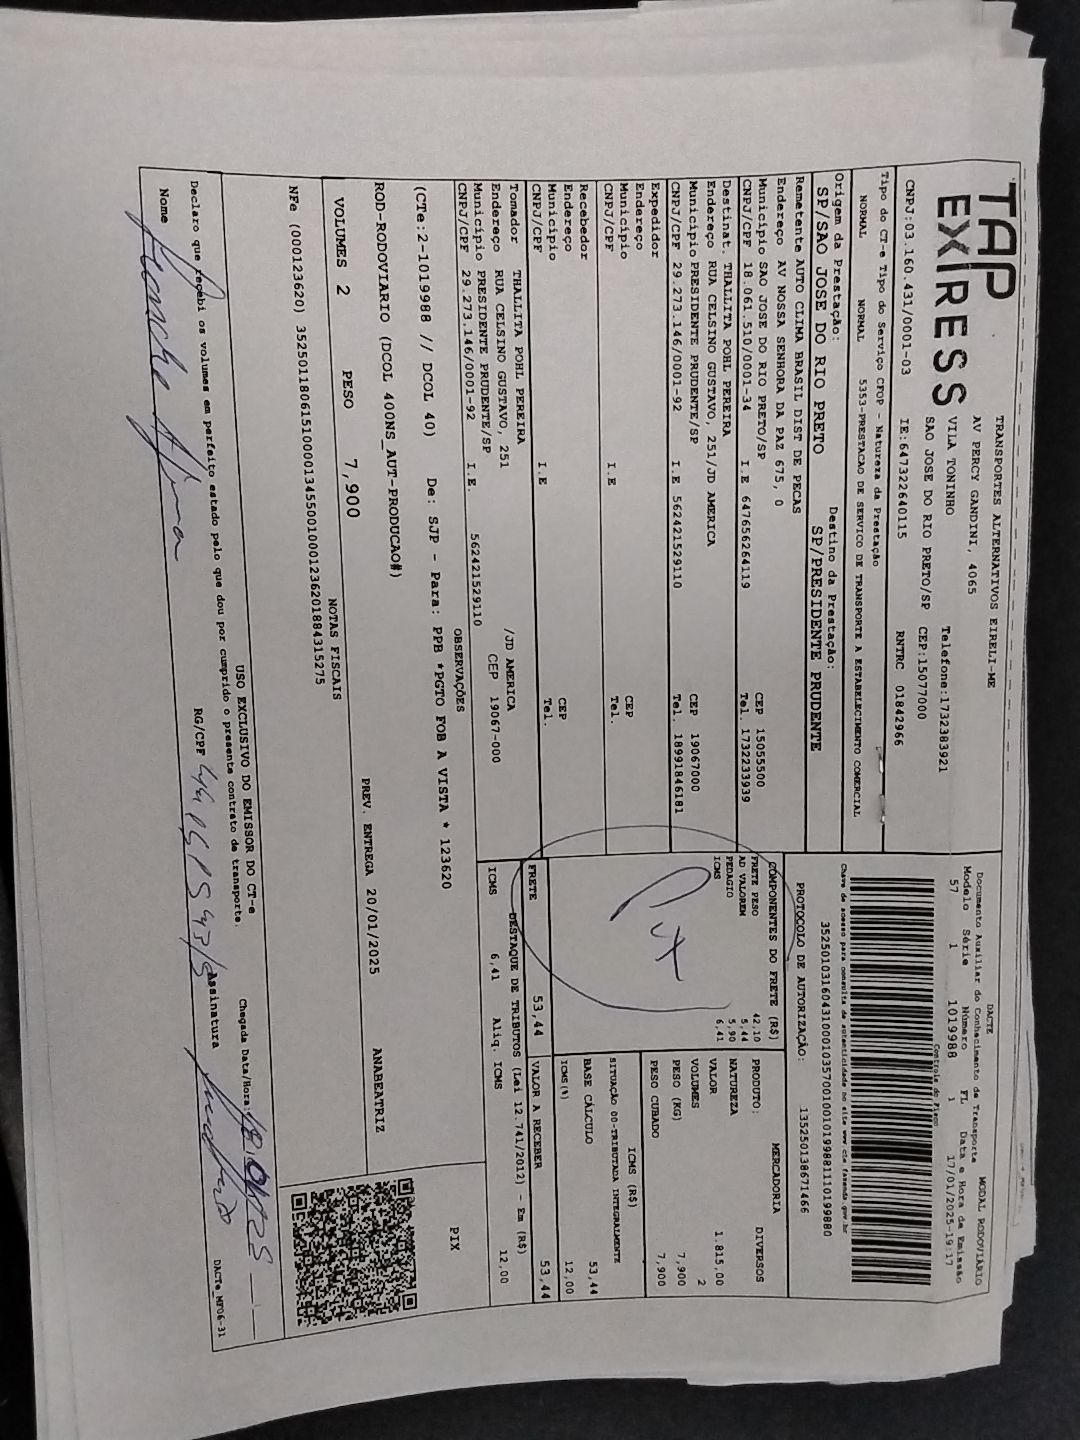 TAP
EXPRESS
TRANSPORTES ALTERNATIVOS EIRELI-ME
AV PERCY GANDINI, 4065
VILA TONINHO
Telefone:1732383921
SAO JOSE DO RIO PRETO/SP
CEP:15077000
CNPJ:03.160.431/0001-03
IE:647322640115
RNTRC 01842966
DACTE
MODAL RODOVIÁRIO
Documento Auxiliar do Conhecimento de Transporte
Modelo Série Número FL Data e Hora de Emissão
57 1 1019988 1 17/01/2025-19:17
Controle do Fisco
Tipo do CT-e Tipo do Serviço CFOP - Natureza da Prestação
NORMAL NORMAL 5353-PRESTACAO DE SERVICO DE TRANSPORTE A ESTABELECIMENTO COMERCIAL
Chave de acesso para consulta de autenticidade no site www.cte.fazenda.gov.br
35250103160431000103570010010199881110199880
Origem da Prestação:
SP/SAO JOSE DO RIO PRETO
Destino da Prestação:
SP/PRESIDENTE PRUDENTE
PROTOCOLO DE AUTORIZAÇÃO:
135250138671466
Remetente AUTO CLIMA BRASIL DIST DE PECAS
Endereço AV NOSSA SENHORA DA PAZ 675, 0
Município SAO JOSE DO RIO PRETO/SP CEP 15055500
CNPJ/CPF 18.061.510/0001-34 I.E 647656264119 Tel. 1732233939
Destinat. THALLITA POHL PEREIRA
Endereço RUA CELSINO GUSTAVO, 251/JD AMERICA
Município PRESIDENTE PRUDENTE/SP CEP 19067000
CNPJ/CPF 29.273.146/0001-92 I.E 562421529110 Tel. 18991846181
Expedidor
Endereço
Município CEP
CNPJ/CPF I.E Tel.
Recebedor
Endereço
Município CEP
CNPJ/CPF I.E Tel.
Tomador THALLITA POHL PEREIRA
Endereço RUA CELSINO GUSTAVO, 251 /JD AMERICA
Município PRESIDENTE PRUDENTE/SP CEP 19067-000
CNPJ/CPF 29.273.146/0001-92 I.E. 562421529110
COMPONENTES DO FRETE (R$)
FRETE PESO 42,10
AD VALOREM 5,44
PEDAGIO 5,90
ICMS 6,41
Pix
FRETE 53,44
MERCADORIA
PRODUTO: DIVERSOS
NATUREZA
VALOR 1.815,00
VOLUMES 2
PESO (KG) 7,900
PESO CUBADO 7,900
ICMS (R$)
SITUAÇÃO 00-TRIBUTADA INTEGRALMENTE
BASE CÁLCULO 53,44
ICMS(%) 12,00
VALOR A RECEBER 53,44
DESTAQUE DE TRIBUTOS (Lei 12.741/2012) - Em (R$)
ICMS 6,41 Aliq. ICMS 12,00
OBSERVAÇÕES
(CTe:2-1019988 // DCOL 40) De: SJP - Para: PPB *PGTO FOB A VISTA * 123620
PIX
ROD-RODOVIARIO (DCOL 400NS_AUT-PRODUCAO#)
PREV. ENTREGA 20/01/2025 ANABEATRIZ
VOLUMES 2 PESO 7,900
NOTAS FISCAIS
NFe (000123620) 35250118061510000134550010001236201884315275
USO EXCLUSIVO DO EMISSOR DO CT-e
Declaro que recebi os volumes em perfeito estado pelo que dou por cumprido o presente contrato de transporte.
Chegada Data/Hora:
Nome
RG/CPF
Assinatura
DACTe_MF06-31